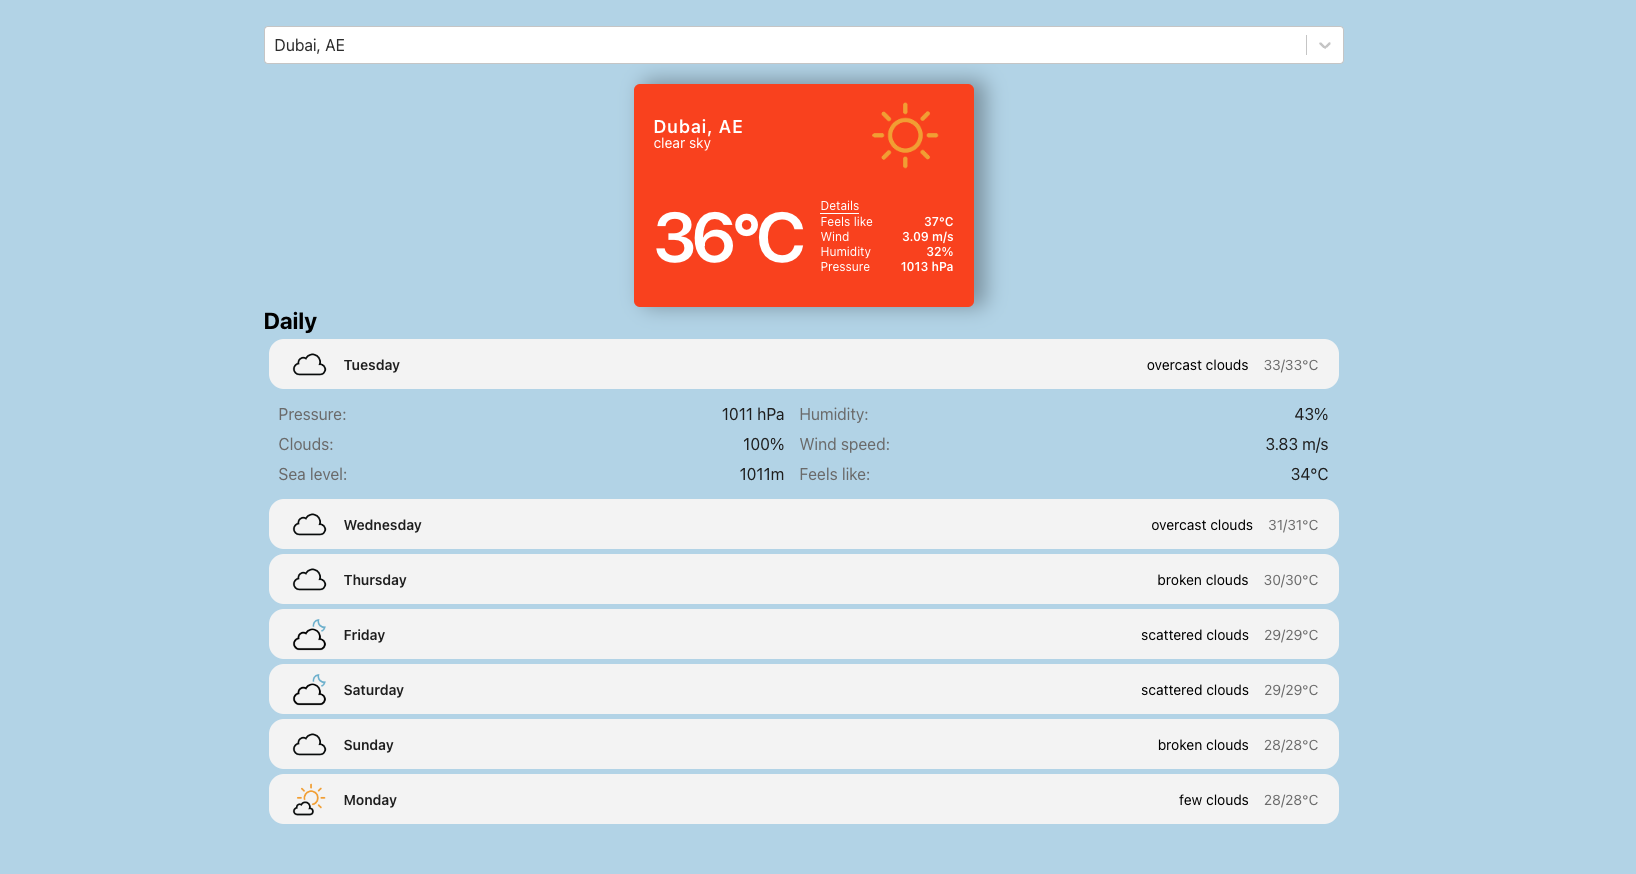 Dubai, AE
Dubai, AE
clear sky
36°C
Details
Feels like 37°C
Wind 3.09 m/s
Humidity 32%
Pressure 1013 hPa
Daily
Tuesday overcast clouds 33/33°C
Pressure: 1011 hPa Humidity: 43%
Clouds: 100% Wind speed: 3.83 m/s
Sea level: 1011m Feels like: 34°C
Wednesday overcast clouds 31/31°C
Thursday broken clouds 30/30°C
Friday scattered clouds 29/29°C
Saturday scattered clouds 29/29°C
Sunday broken clouds 28/28°C
Monday few clouds 28/28°C